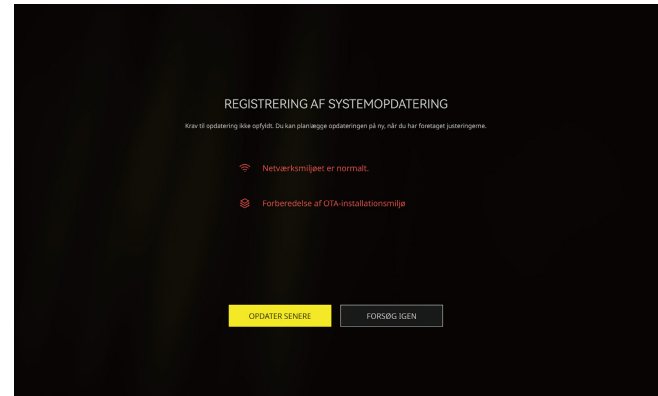 REGISTRERING AF SYSTEMOPDATERING
Krav til opdatering ikke opfyldt. Du kan planlægge opdateringen på ny, når du har foretaget justeringerne.
Netværksmiljøet er normalt.
Forberedelse af OTA-installationsmiljø
OPDATER SENERE
FORSØG IGEN